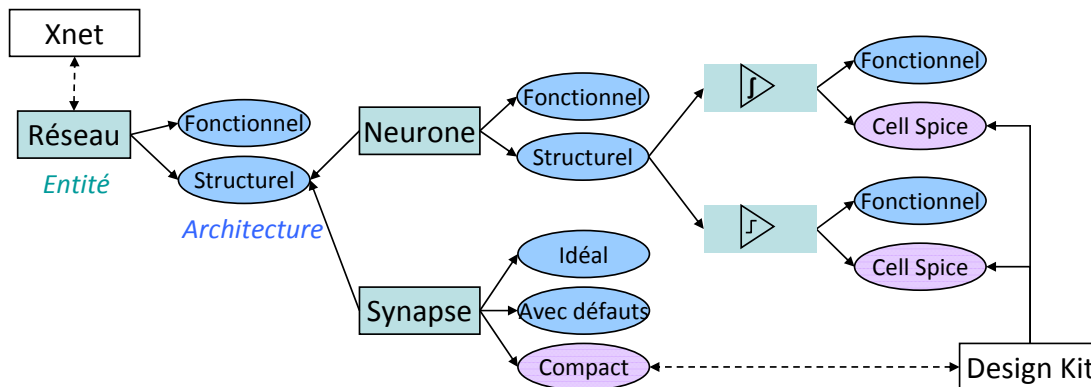 Xnet
Réseau
Entité
Fonctionnel
Structurel
Architecture
Neurone
Fonctionnel
Structurel
Synapse
Idéal
Avec défauts
Compact
∫
Fonctionnel
Cell Spice
Fonctionnel
Cell Spice
Design Kit